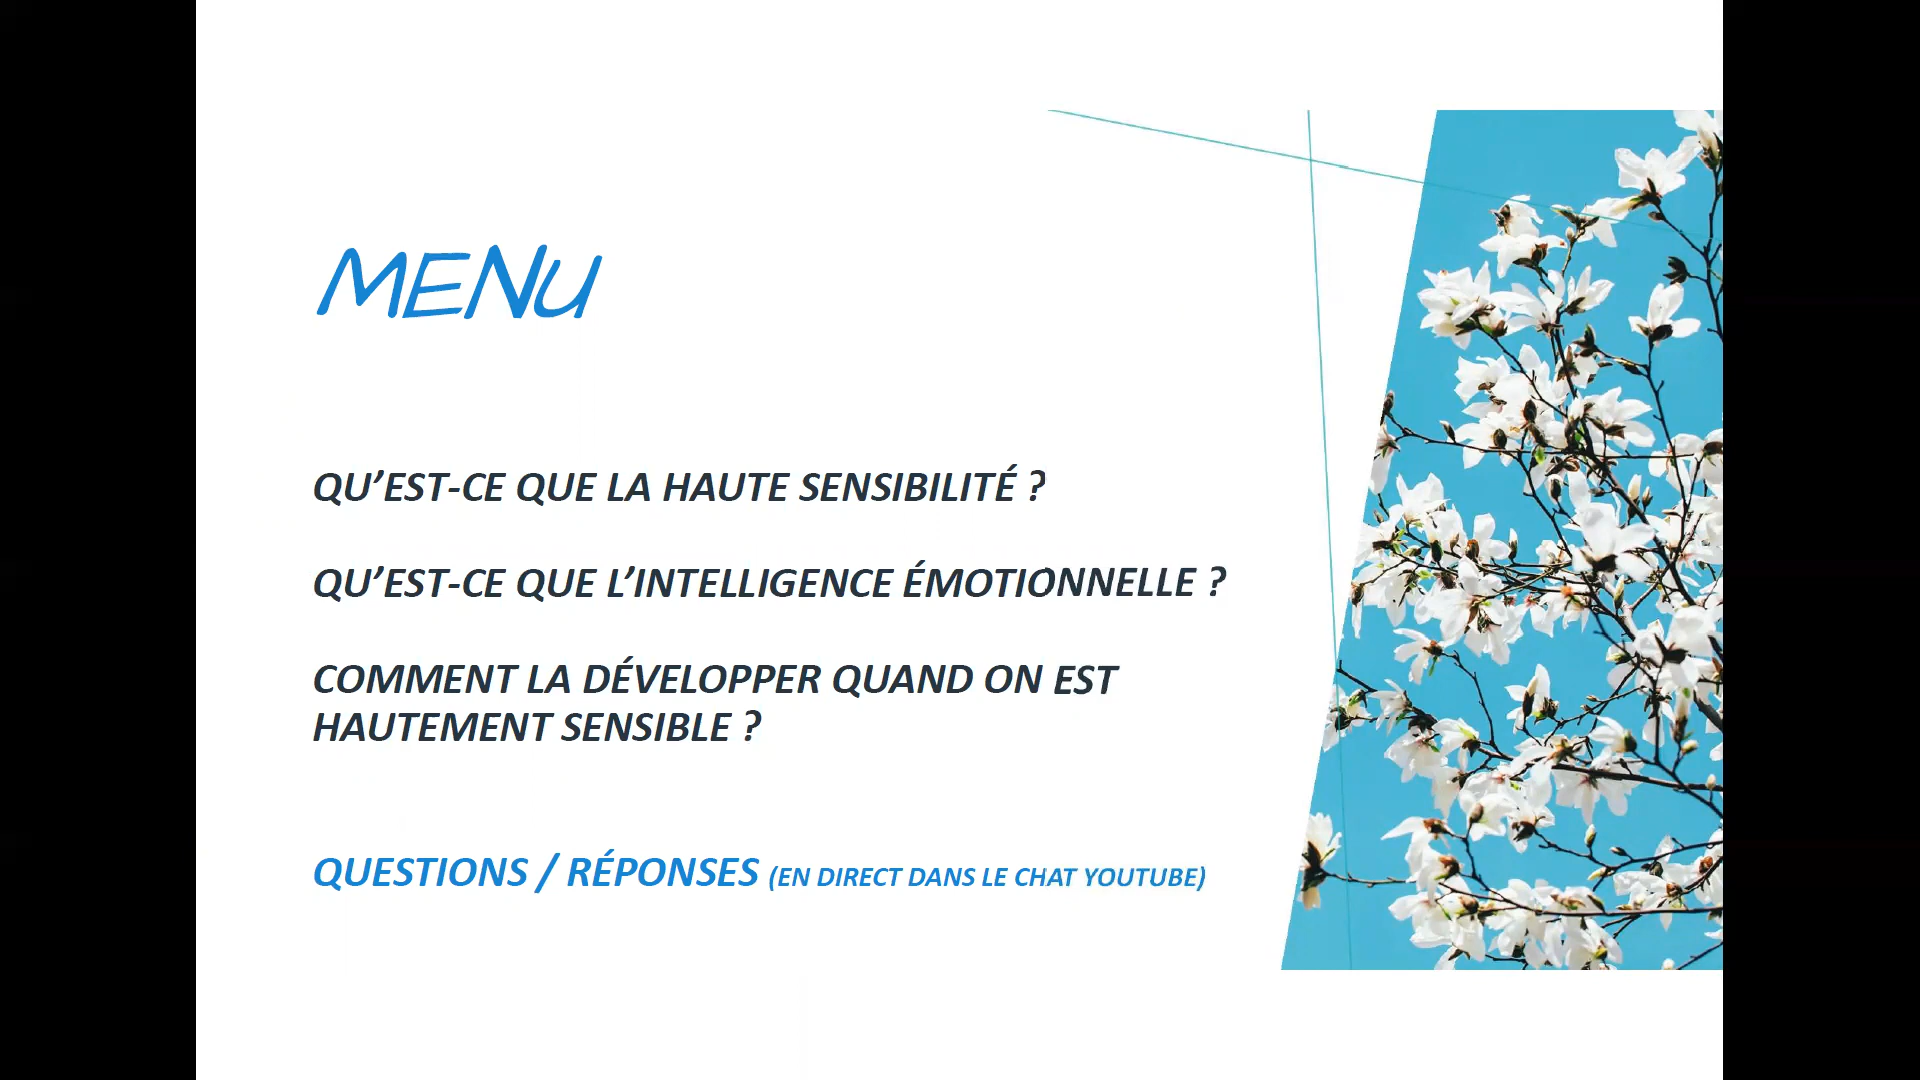 MENU
QU’EST-CE QUE LA HAUTE SENSIBILITÉ ?
QU’EST-CE QUE L’INTELLIGENCE ÉMOTIONNELLE ?
COMMENT LA DÉVELOPPER QUAND ON EST
HAUTEMENT SENSIBLE ?
QUESTIONS / RÉPONSES (EN DIRECT DANS LE CHAT YOUTUBE)